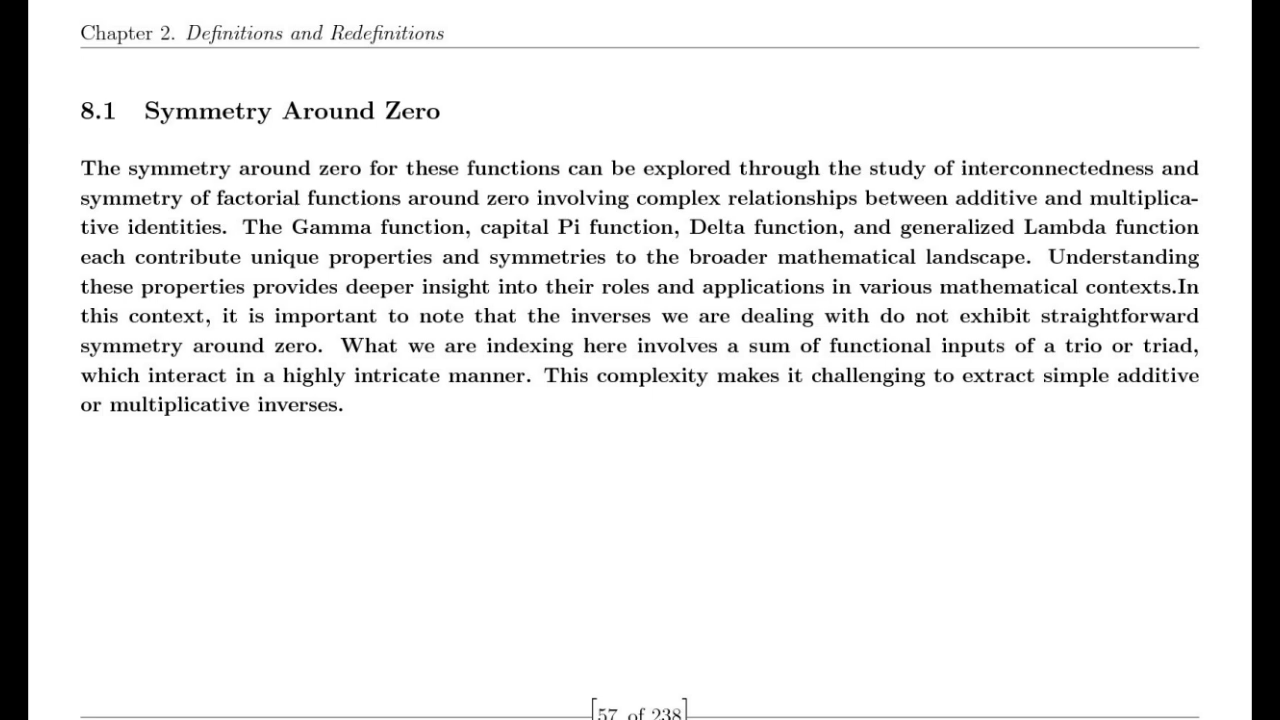 Chapter 2. Definitions and Redefinitions
8.1 Symmetry Around Zero
The symmetry around zero for these functions can be explored through the study of interconnectedness and
symmetry of factorial functions around zero involving complex relationships between additive and multiplica-
tive identities. The Gamma function, capital Pi function, Delta function, and generalized Lambda function
each contribute unique properties and symmetries to the broader mathematical landscape. Understanding
these properties provides deeper insight into their roles and applications in various mathematical contexts.In
this context, it is important to note that the inverses we are dealing with do not exhibit straightforward
symmetry around zero. What we are indexing here involves a sum of functional inputs of a trio or triad,
which interact in a highly intricate manner. This complexity makes it challenging to extract simple additive
or multiplicative inverses.
[57 of 238]